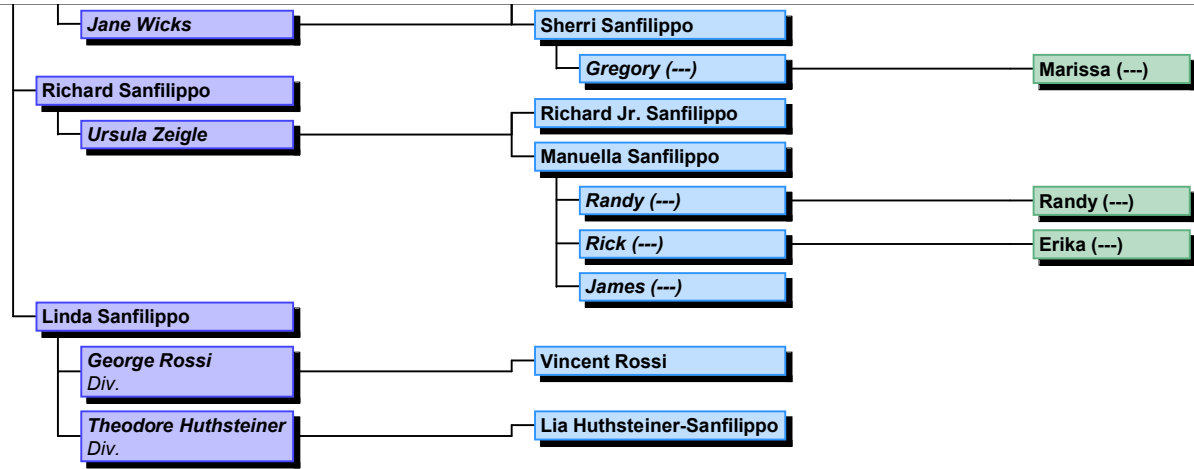 Jane Wicks
Sherri Sanfilippo
Gregory (---)
Marissa (---)
Richard Sanfilippo
Ursula Zeigle
Richard Jr. Sanfilippo
Manuella Sanfilippo
Randy (---)
Randy (---)
Rick (---)
Erika (---)
James (---)
Linda Sanfilippo
George Rossi
Div.
Vincent Rossi
Theodore Huthsteiner
Div.
Lia Huthsteiner-Sanfilippo